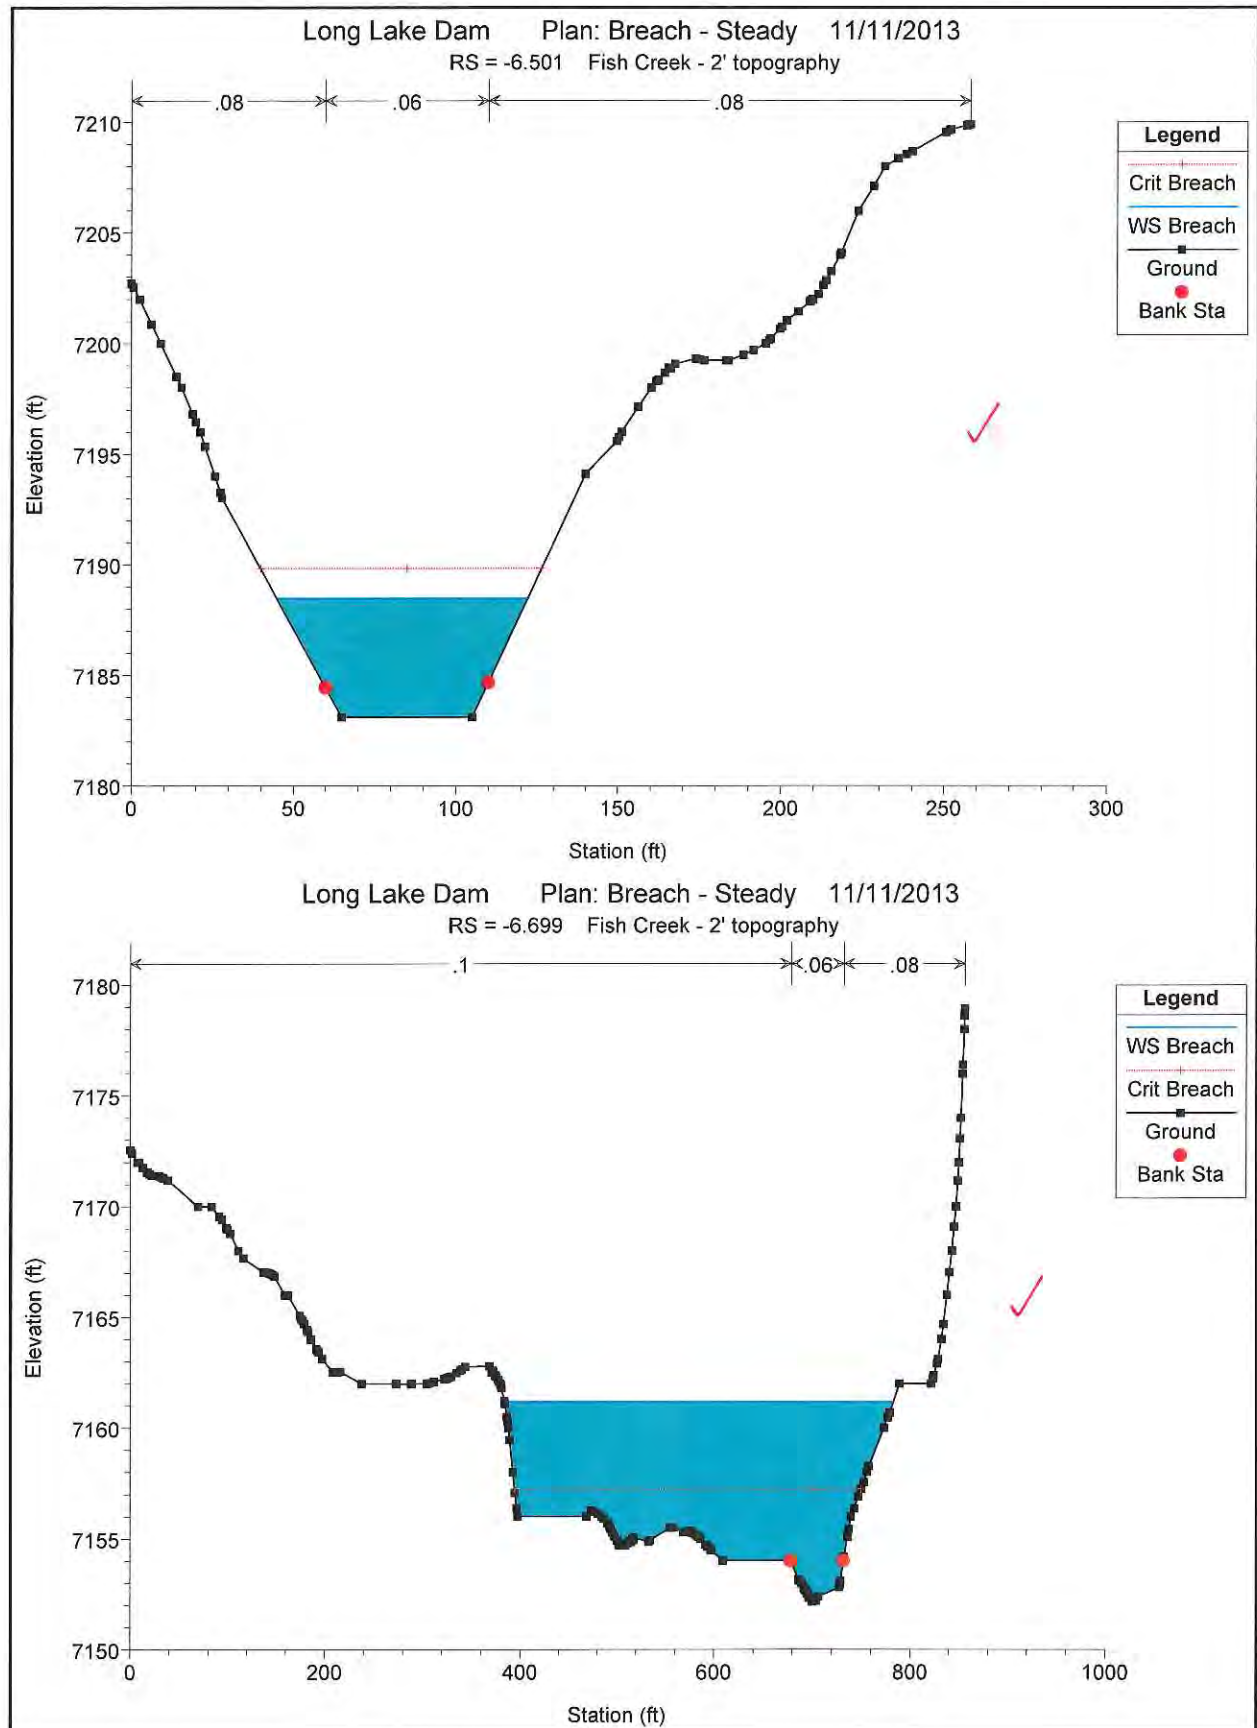 Long Lake Dam Plan: Breach - Steady 11/11/2013
RS = -6.501 Fish Creek - 2' topography
.08 .06 .08
7210
7205
7200
7195
7190
7185
7180
Elevation (ft)
0 50 100 150 200 250 300
Station (ft)
Legend
Crit Breach
WS Breach
Ground
Bank Sta
Long Lake Dam Plan: Breach - Steady 11/11/2013
RS = -6.699 Fish Creek - 2' topography
.1 .06 .08
7180
7175
7170
7165
7160
7155
7150
Elevation (ft)
0 200 400 600 800 1000
Station (ft)
Legend
WS Breach
Crit Breach
Ground
Bank Sta